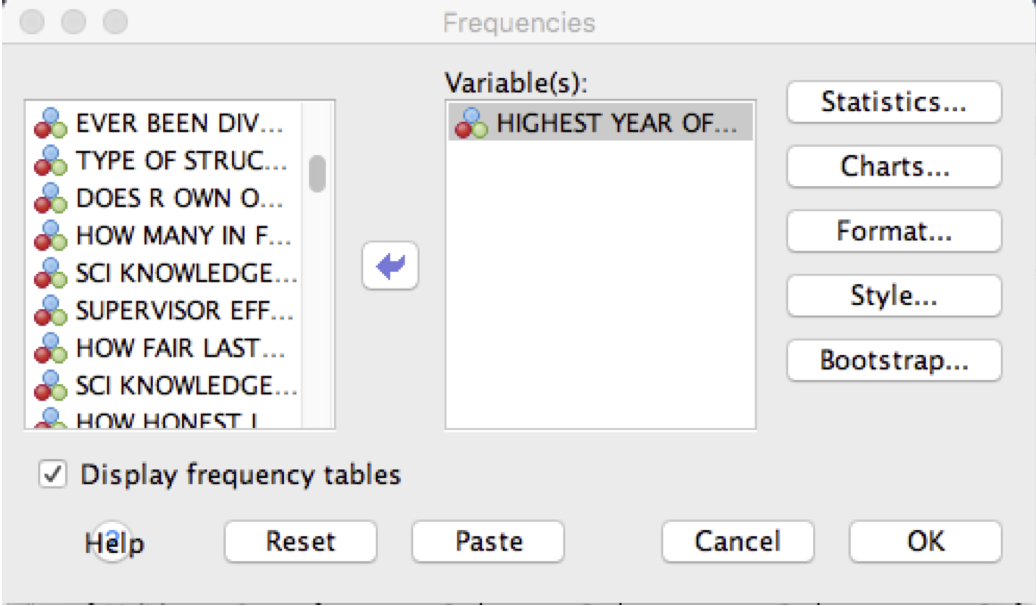 Frequencies
Variable(s):
EVER BEEN DIV...
TYPE OF STRUC...
DOES R OWN O...
HOW MANY IN F...
SCI KNOWLEDGE...
SUPERVISOR EFF...
HOW FAIR LAST...
SCI KNOWLEDGE...
HOW HONEST I
HIGHEST YEAR OF...
Statistics...
Charts...
Format...
Style...
Bootstrap...
Display frequency tables
Help
Reset
Paste
Cancel
OK